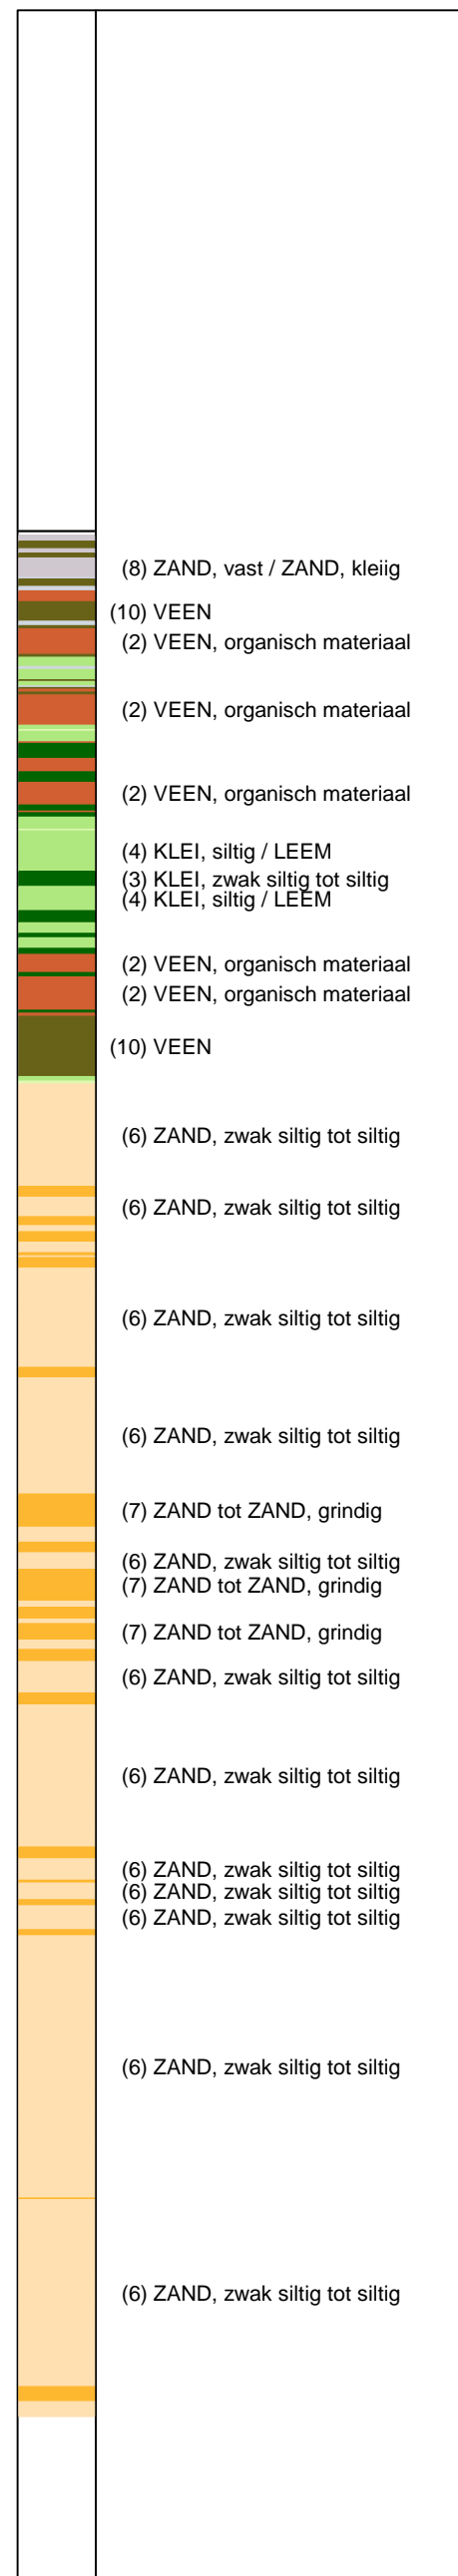 (8) ZAND, vast / ZAND, kleiig
(10) VEEN
(2) VEEN, organisch materiaal
(2) VEEN, organisch materiaal
(2) VEEN, organisch materiaal
(4) KLEI, siltig / LEEM
(3) KLEI, zwak siltig tot siltig
(4) KLEI, siltig / LEEM
(2) VEEN, organisch materiaal
(2) VEEN, organisch materiaal
(10) VEEN
(6) ZAND, zwak siltig tot siltig
(6) ZAND, zwak siltig tot siltig
(6) ZAND, zwak siltig tot siltig
(6) ZAND, zwak siltig tot siltig
(7) ZAND tot ZAND, grindig
(6) ZAND, zwak siltig tot siltig
(7) ZAND tot ZAND, grindig
(7) ZAND tot ZAND, grindig
(6) ZAND, zwak siltig tot siltig
(6) ZAND, zwak siltig tot siltig
(6) ZAND, zwak siltig tot siltig
(6) ZAND, zwak siltig tot siltig
(6) ZAND, zwak siltig tot siltig
(6) ZAND, zwak siltig tot siltig
(6) ZAND, zwak siltig tot siltig